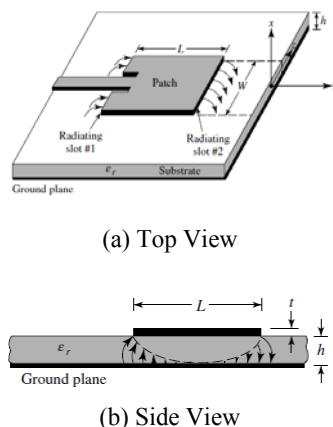 h
x
L
Patch
W
Radiating
slot #1
Radiating
slot #2
εr
Substrate
Ground plane
(a) Top View
L
t
εr
h
Ground plane
(b) Side View